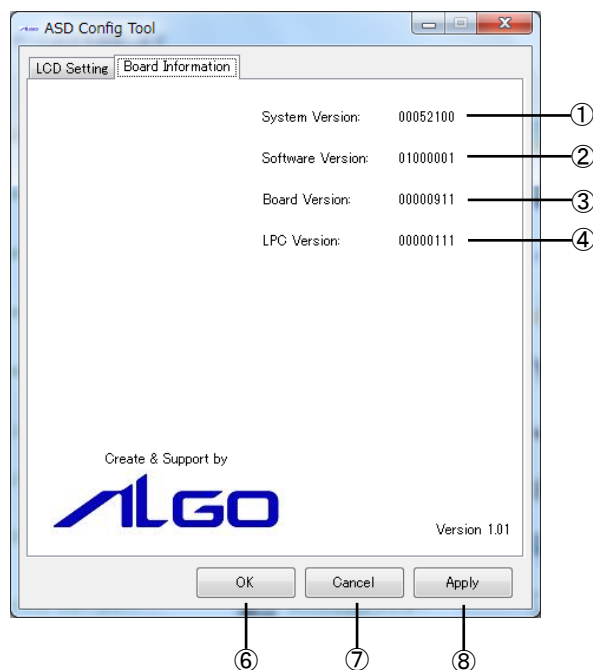 ASD Config Tool
LCD Setting
Board Information
System Version: 00052100 ①
Software Version: 01000001 ②
Board Version: 00000911 ③
LPC Version: 00000111 ④
Create & Support by
ALGO
Version 1.01
OK Cancel Apply
⑥ ⑦ ⑧